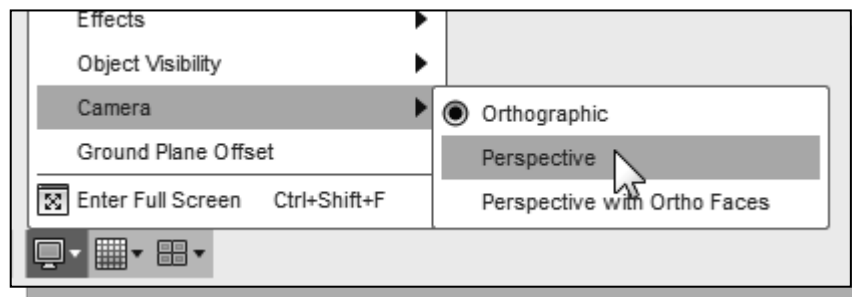 Effects
Object Visibility
Camera
Orthographic
Ground Plane Offset
Perspective
Enter Full Screen Ctrl+Shift+F
Perspective with Ortho Faces